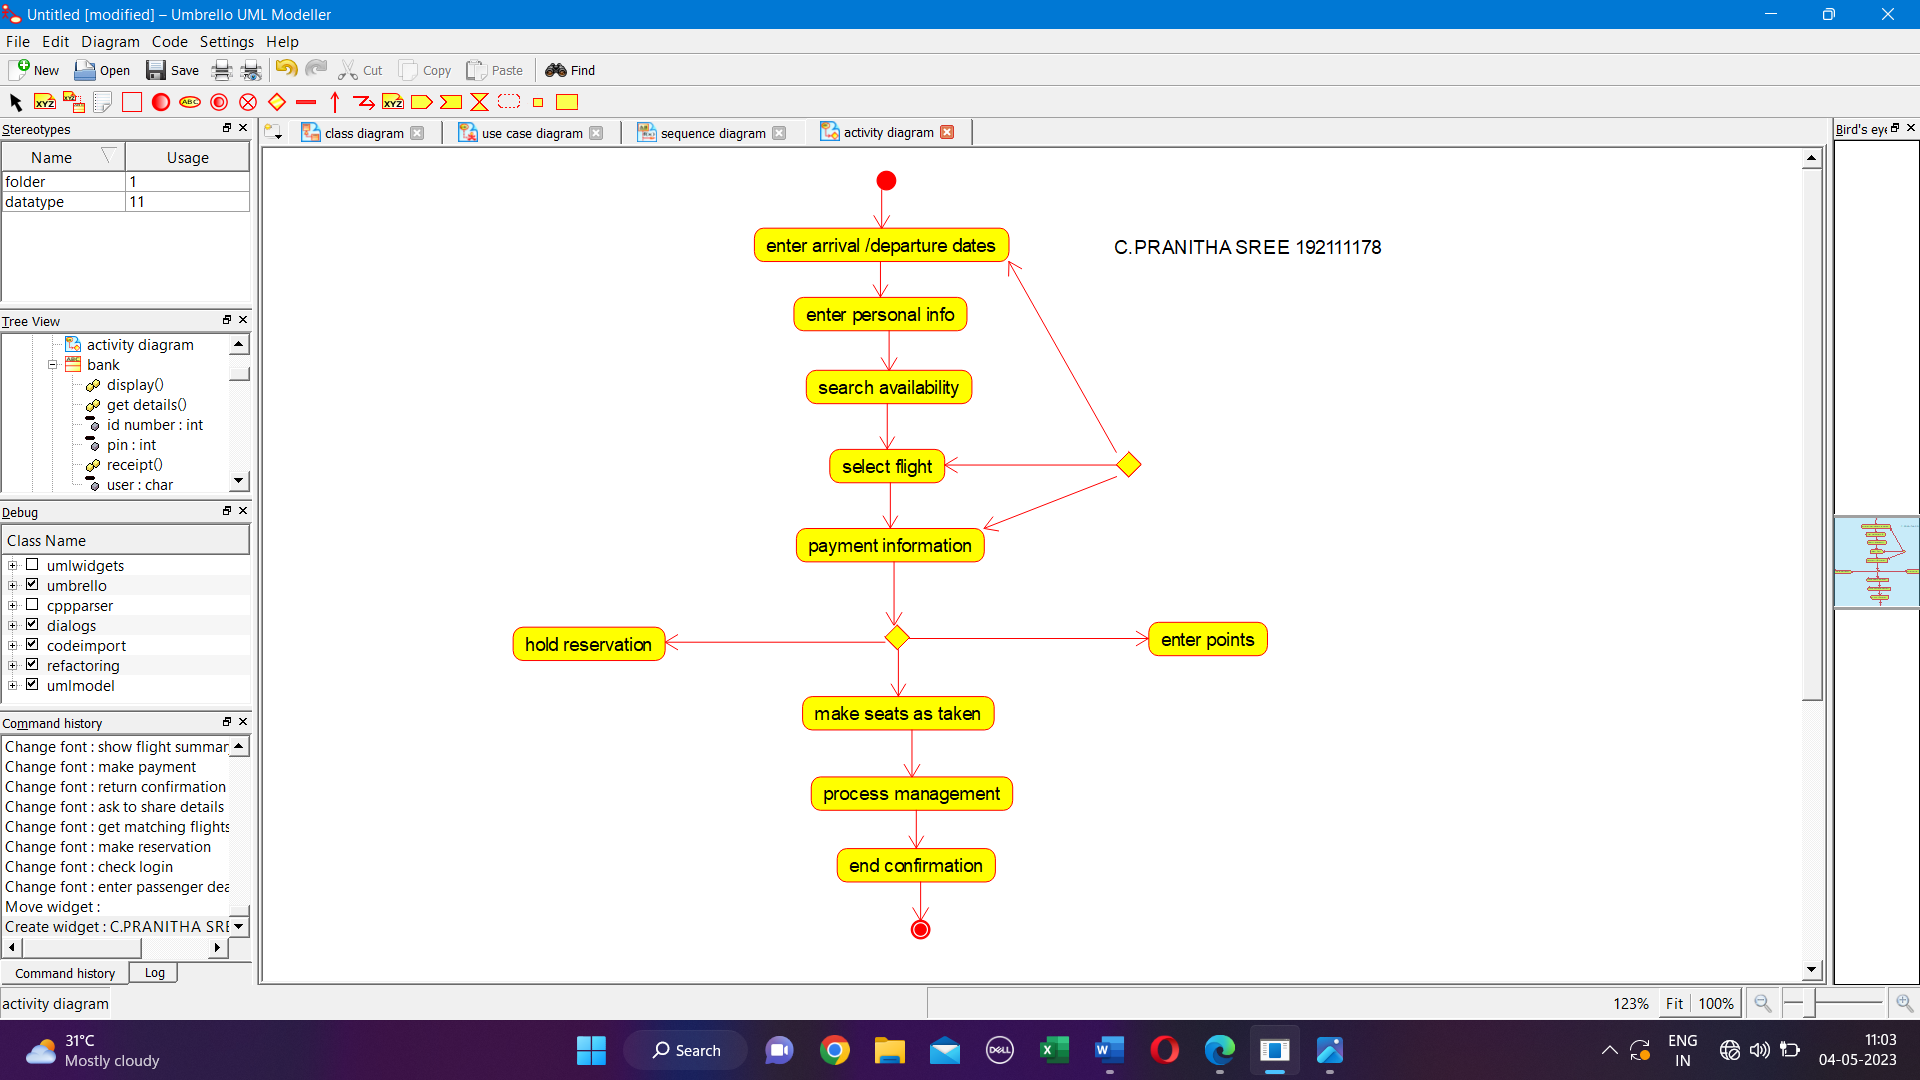 Untitled [modified] – Umbrello UML Modeller
File Edit Diagram Code Settings Help
New Open Save Cut Copy Paste Find
XYZ XYZ ABC XYZ
Stereotypes
Name Usage
folder 1
datatype 11
Tree View
activity diagram
bank
display()
get details()
id number : int
pin : int
receipt()
user : char
Debug
Class Name
umlwidgets
umbrello
cppparser
dialogs
codeimport
refactoring
umlmodel
Command history
Change font : show flight summar
Change font : make payment
Change font : return confirmation
Change font : ask to share details
Change font : get matching flights
Change font : make reservation
Change font : check login
Change font : enter passenger dea
Move widget :
Create widget : C.PRANITHA SRE
Command history Log
activity diagram
class diagram use case diagram sequence diagram activity diagram
enter arrival /departure dates
C.PRANITHA SREE 192111178
enter personal info
search availability
select flight
payment information
hold reservation
enter points
make seats as taken
process management
end confirmation
Bird's eye
123% Fit 100%
31°C
Mostly cloudy
Search
DELL
ENG
IN
11:03
04-05-2023